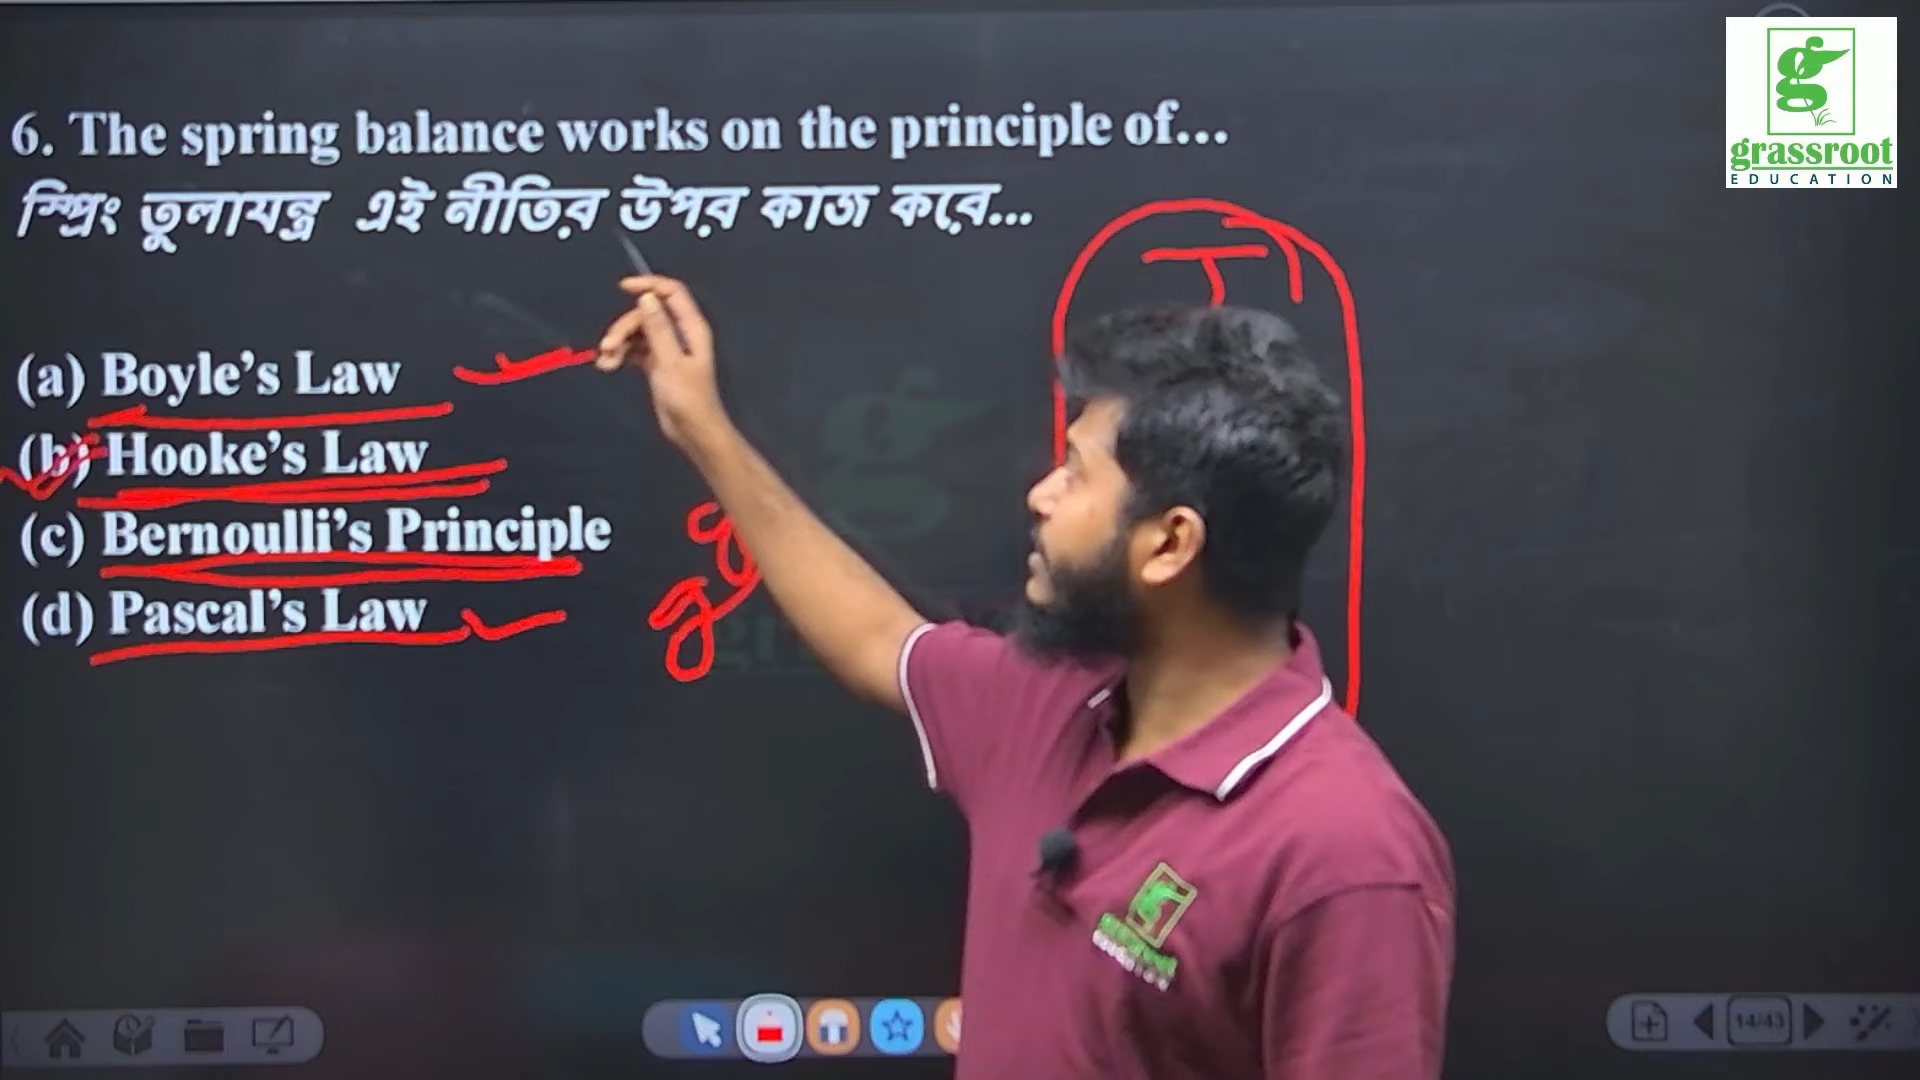 6. The spring balance works on the principle of...
স্প্রিং তুলাযন্ত্র এই নীতির উপর কাজ করে...
(a) Boyle's Law
(b) Hooke's Law
(c) Bernoulli's Principle
(d) Pascal's Law
grassroot
EDUCATION
14/43